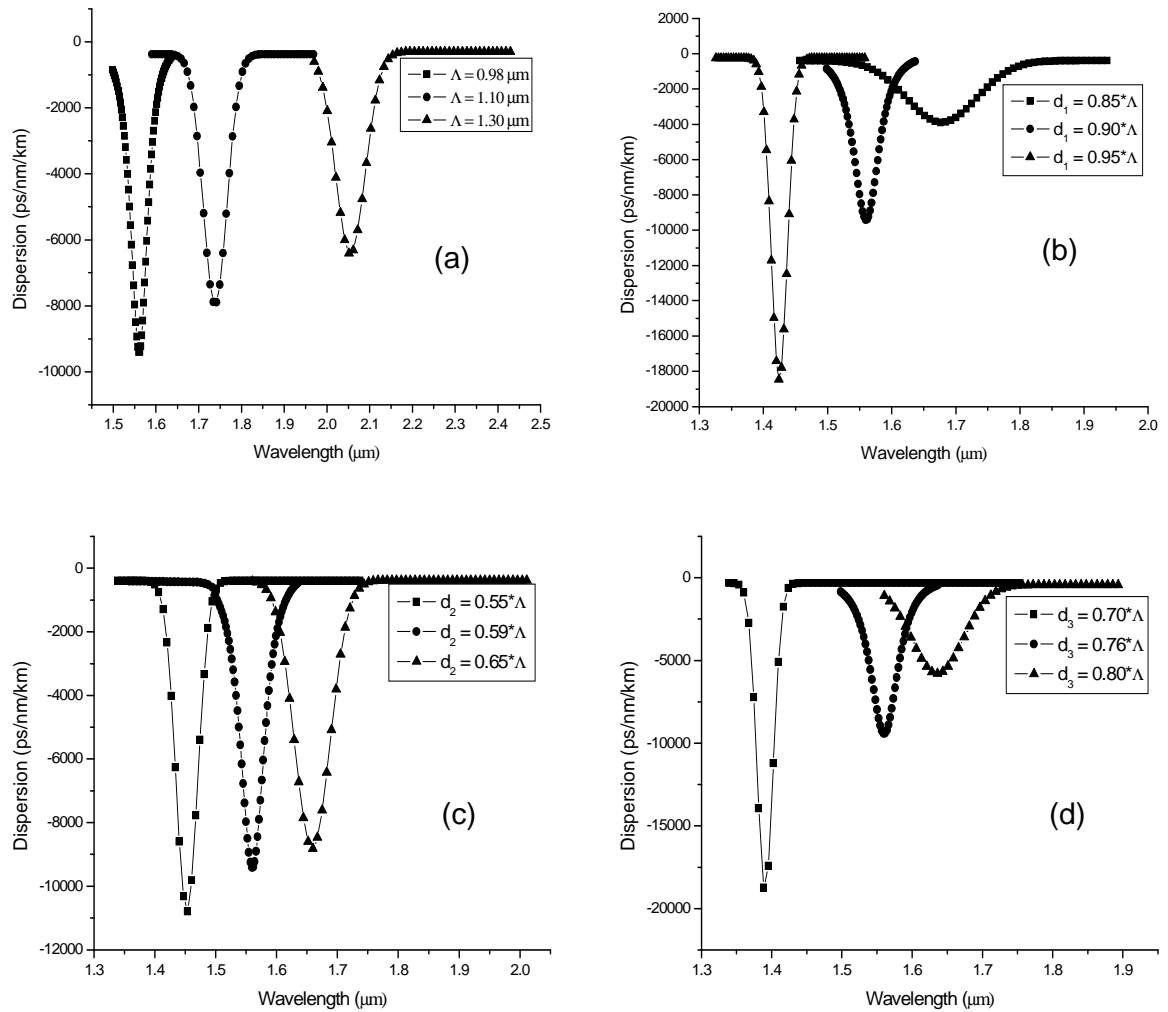 0
-2000
-4000
-6000
-8000
-10000
Dispersion (ps/nm/km)
1.5 1.6 1.7 1.8 1.9 2.0 2.1 2.2 2.3 2.4 2.5
Wavelength (μm)
Λ = 0.98 μm
Λ = 1.10 μm
Λ = 1.30 μm
(a)
2000
0
-2000
-4000
-6000
-8000
-10000
-12000
-14000
-16000
-18000
-20000
Dispersion (ps/nm/km)
1.3 1.4 1.5 1.6 1.7 1.8 1.9 2.0
Wavelength (μm)
d₁ = 0.85*Λ
d₁ = 0.90*Λ
d₁ = 0.95*Λ
(b)
0
-2000
-4000
-6000
-8000
-10000
-12000
Dispersion (ps/nm/km)
1.3 1.4 1.5 1.6 1.7 1.8 1.9 2.0
Wavelength (μm)
d₂ = 0.55*Λ
d₂ = 0.59*Λ
d₂ = 0.65*Λ
(c)
0
-5000
-10000
-15000
-20000
Dispersion (ps/nm/km)
1.3 1.4 1.5 1.6 1.7 1.8 1.9
Wavelength (μm)
d₃ = 0.70*Λ
d₃ = 0.76*Λ
d₃ = 0.80*Λ
(d)